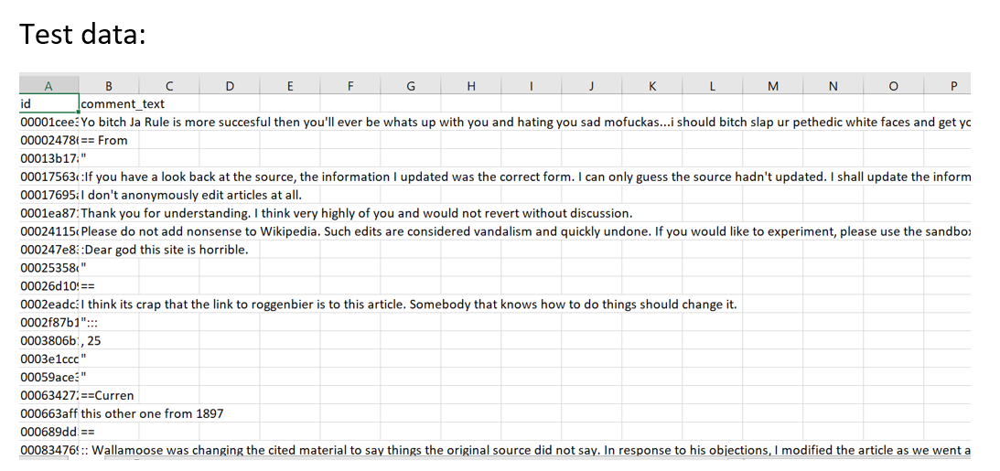 Test data:
A B C D E F G H I J K L M N O P
id comment_text
00001cee Yo bitch Ja Rule is more succesful then you'll ever be whats up with you and hating you sad mofuckas...i should bitch slap ur pethedic white faces and get yo
00002478 == From
00013b17 "
00017563 :If you have a look back at the source, the information I updated was the correct form. I can only guess the source hadn't updated. I shall update the inform
00017695 I don't anonymously edit articles at all.
0001ea87 Thank you for understanding. I think very highly of you and would not revert without discussion.
00024115 Please do not add nonsense to Wikipedia. Such edits are considered vandalism and quickly undone. If you would like to experiment, please use the sandbo
000247e8 :Dear god this site is horrible.
00025358 "
00026d10 ==
0002eadc I think its crap that the link to roggenbier is to this article. Somebody that knows how to do things should change it.
0002f87b1 ":::
0003806b , 25
0003e1ccc "
00059ace "
00063427 ==Curren
000663aff this other one from 1897
000689dd ==
00083476 :: Wallamoose was changing the cited material to say things the original source did not say. In response to his objections, I modified the article as we went a